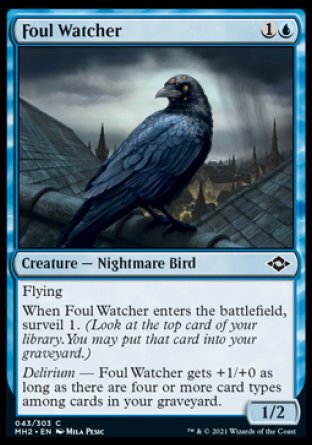 Foul Watcher 1
Creature — Nightmare Bird
Flying
When Foul Watcher enters the battlefield,
surveil 1. (Look at the top card of your
library. You may put that card into your
graveyard.)
Delirium — Foul Watcher gets +1/+0 as
long as there are four or more card types
among cards in your graveyard.
1/2
043/303 C
MH2 • EN Mila Pesic
™ & © 2021 Wizards of the Coast